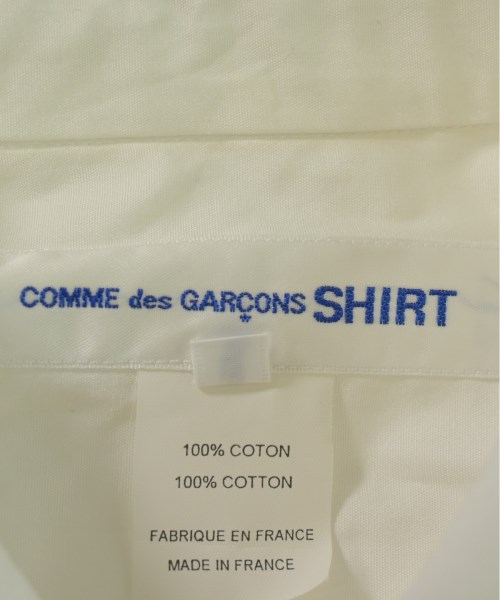 COMME des GARÇONS SHIRT
100% COTON
100% COTTON
FABRIQUE EN FRANCE
MADE IN FRANCE